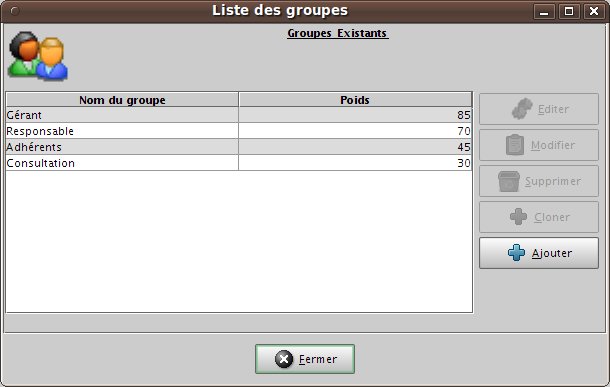 Liste des groupes
Groupes Existants
Nom du groupe Poids
Gérant 85
Responsable 70
Adhérents 45
Consultation 30
Editer
Modifier
Supprimer
Cloner
Ajouter
Fermer